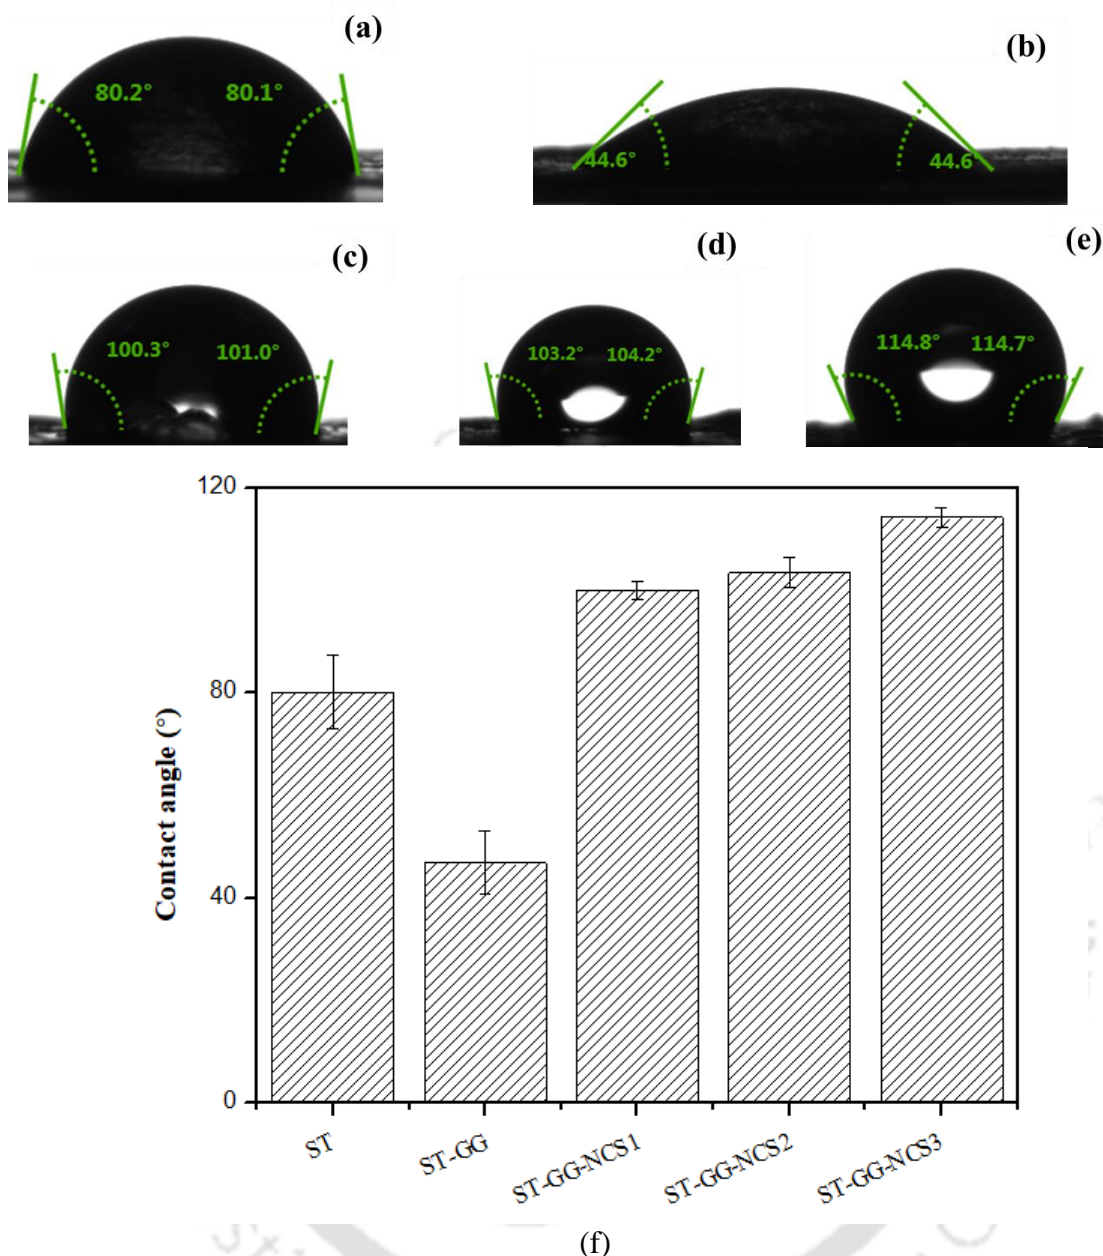 (a)
80.2° 80.1°
(b)
44.6° 44.6°
(c)
100.3° 101.0°
(d)
103.2° 104.2°
(e)
114.8° 114.7°
120
80
40
0
Contact angle (°)
ST
ST-GG
ST-GG-NCS1
ST-GG-NCS2
ST-GG-NCS3
(f)